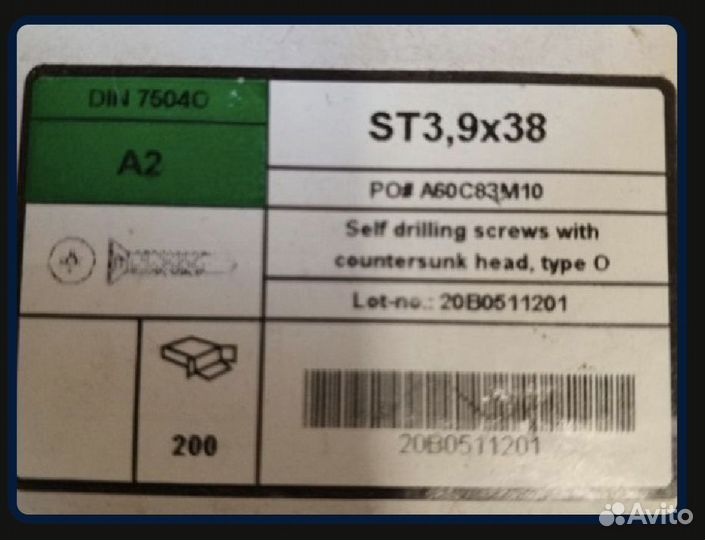 DIN 7504O
A2
ST3,9x38
PO# A60C83M10
Self drilling screws with
countersunk head, type O
Lot-no.: 20B0511201
200
20B0511201
Avito